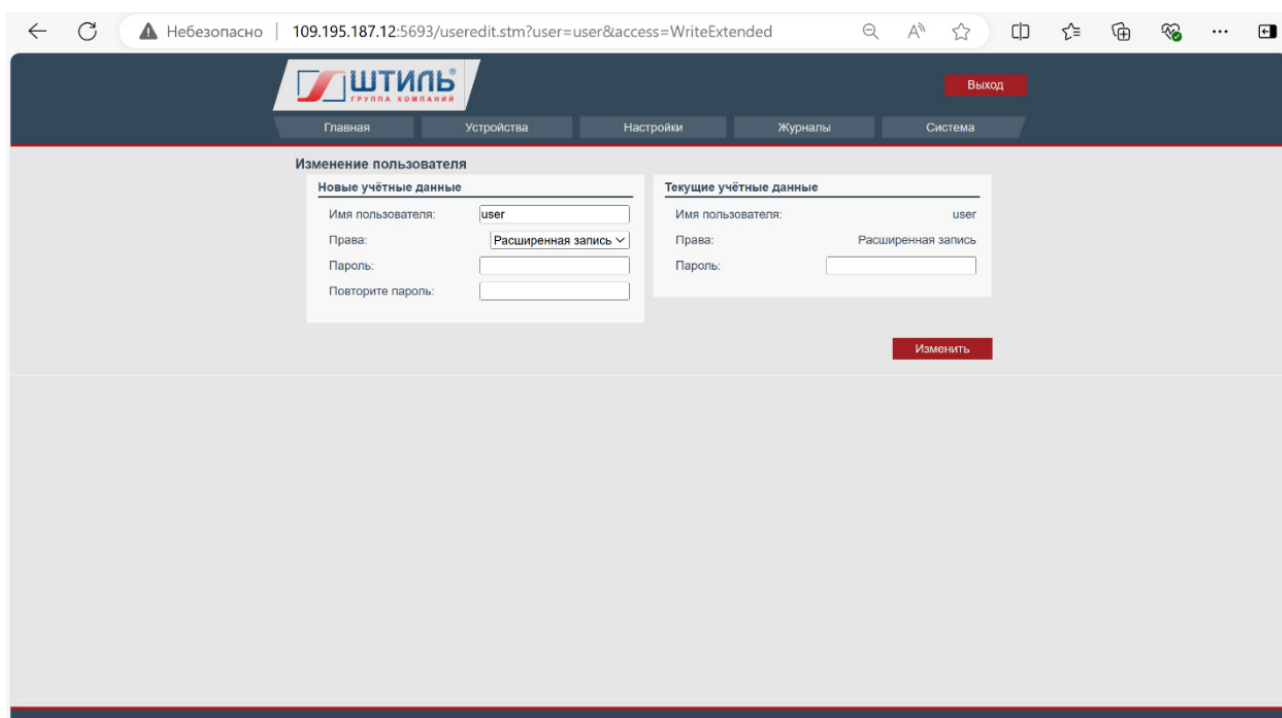 Небезопасно 109.195.187.12:5693/useredit.stm?user=user&access=WriteExtended
ШТИЛЬ
ГРУППА КОМПАНИЙ
Выход
Главная Устройства Настройки Журналы Система
Изменение пользователя
Новые учётные данные
Имя пользователя: user
Права: Расширенная запись
Пароль:
Повторите пароль:
Текущие учётные данные
Имя пользователя: user
Права: Расширенная запись
Пароль:
Изменить